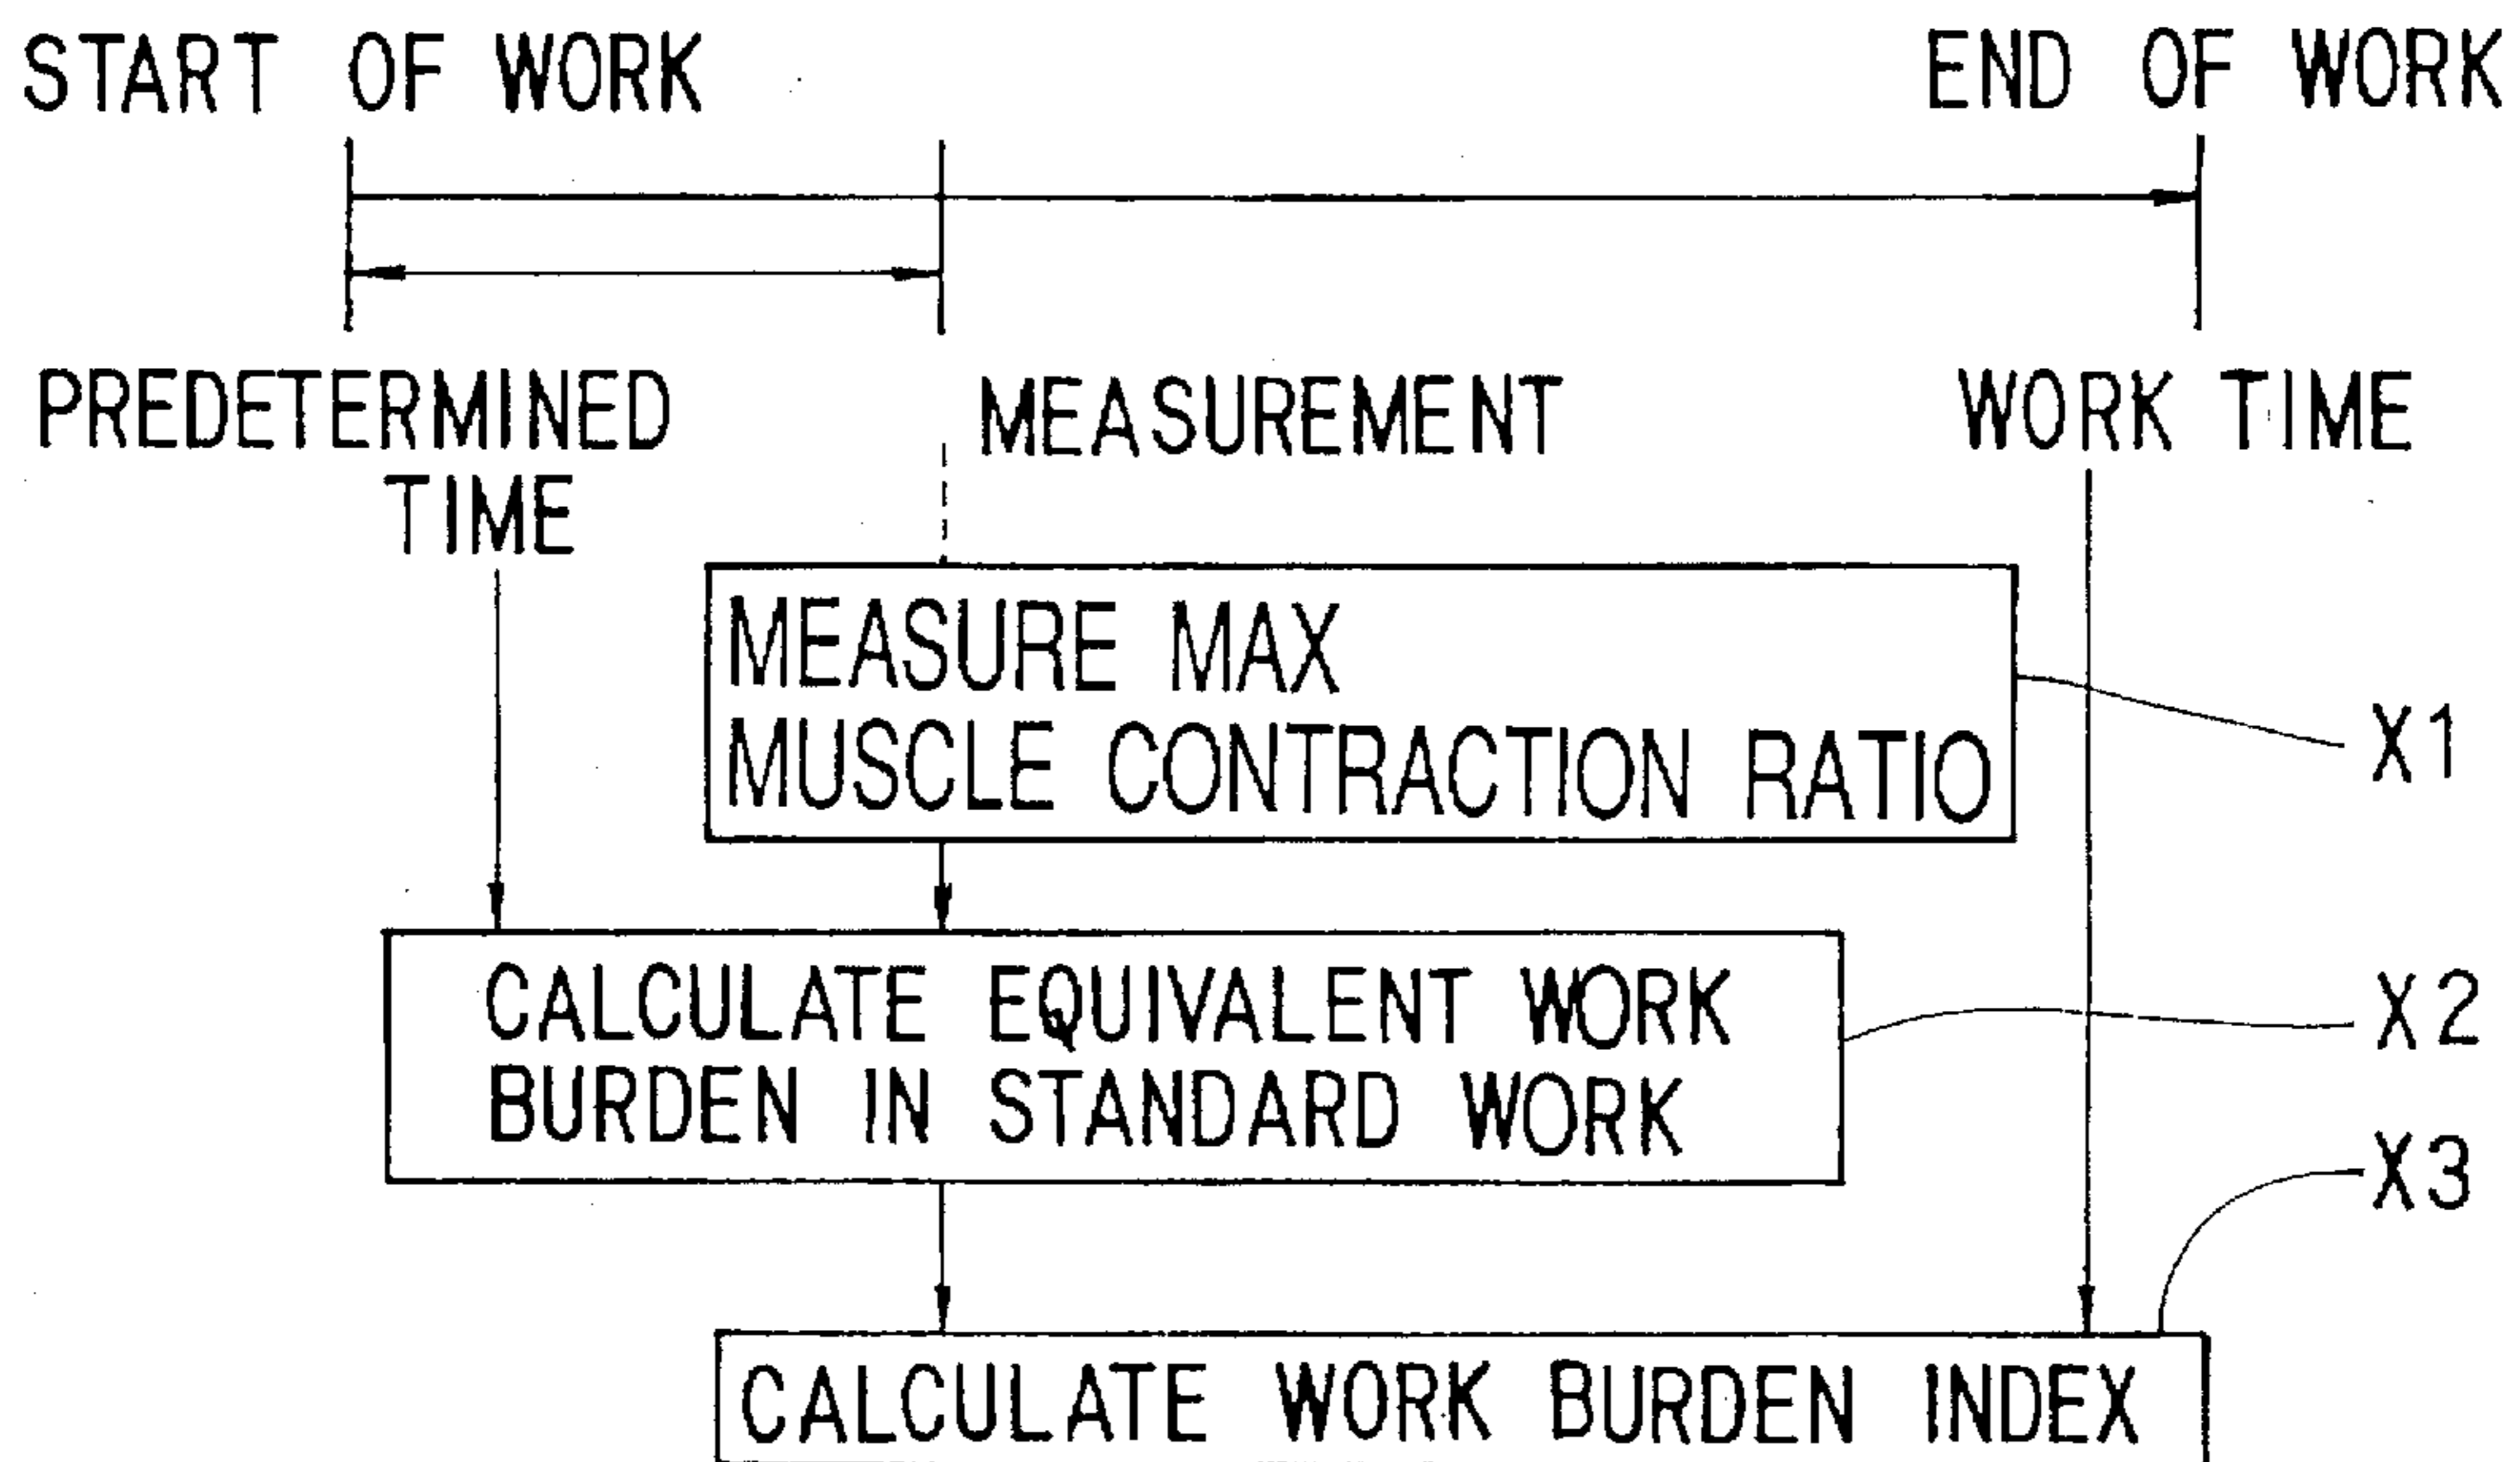 START OF WORK
END OF WORK
PREDETERMINED
TIME
MEASUREMENT
WORK TIME
MEASURE MAX
MUSCLE CONTRACTION RATIO
X1
CALCULATE EQUIVALENT WORK
BURDEN IN STANDARD WORK
X2
X3
CALCULATE WORK BURDEN INDEX